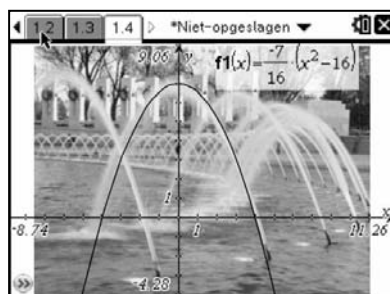 1.2 1.3 1.4 *Niet-opgeslagen
9.06 y f1(x)=-7/16·(x²-16)
1
x
-8.74 1 11.26
-4.28